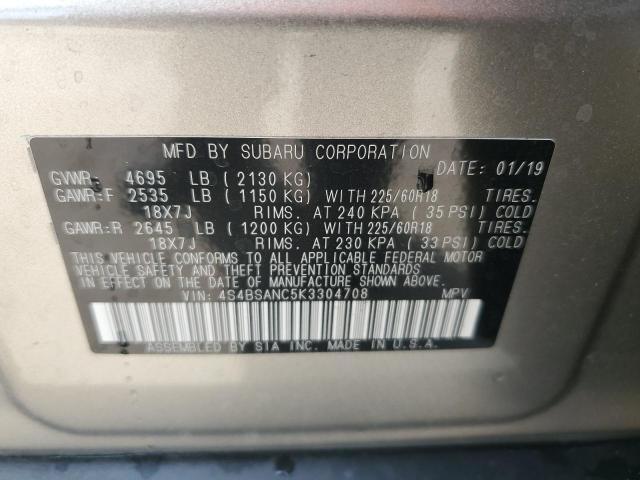 MFD BY SUBARU CORPORATION
DATE: 01/19
GVWR: 4695 LB (2130 KG)
GAWR:F 2535 LB (1150 KG) WITH 225/60R18 TIRES.
18X7J RIMS. AT 240 KPA (35 PSI) COLD
GAWR:R 2645 LB (1200 KG) WITH 225/60R18 TIRES.
18X7J RIMS. AT 230 KPA (33 PSI) COLD
THIS VEHICLE CONFORMS TO ALL APPLICABLE FEDERAL MOTOR
VEHICLE SAFETY AND THEFT PREVENTION STANDARDS
IN EFFECT ON THE DATE OF MANUFACTURE SHOWN ABOVE.
VIN: 4S4BSANC5K3304708 MPV
ASSEMBLED BY SIA INC. MADE IN U.S.A.